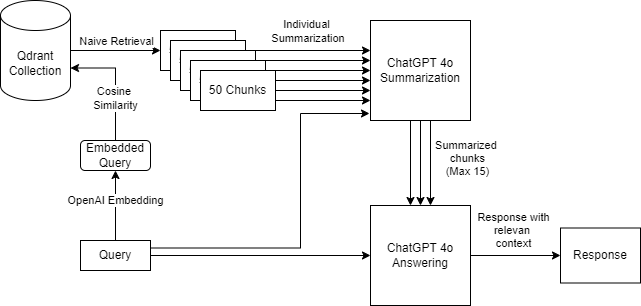 Qdrant
Collection
Naive Retrieval
Individual
Summarization
50 Chunks
ChatGPT 4o
Summarization
Cosine
Similarity
Embedded
Query
OpenAI Embedding
Query
Summarized
chunks
(Max 15)
ChatGPT 4o
Answering
Response with
relevan
context
Response